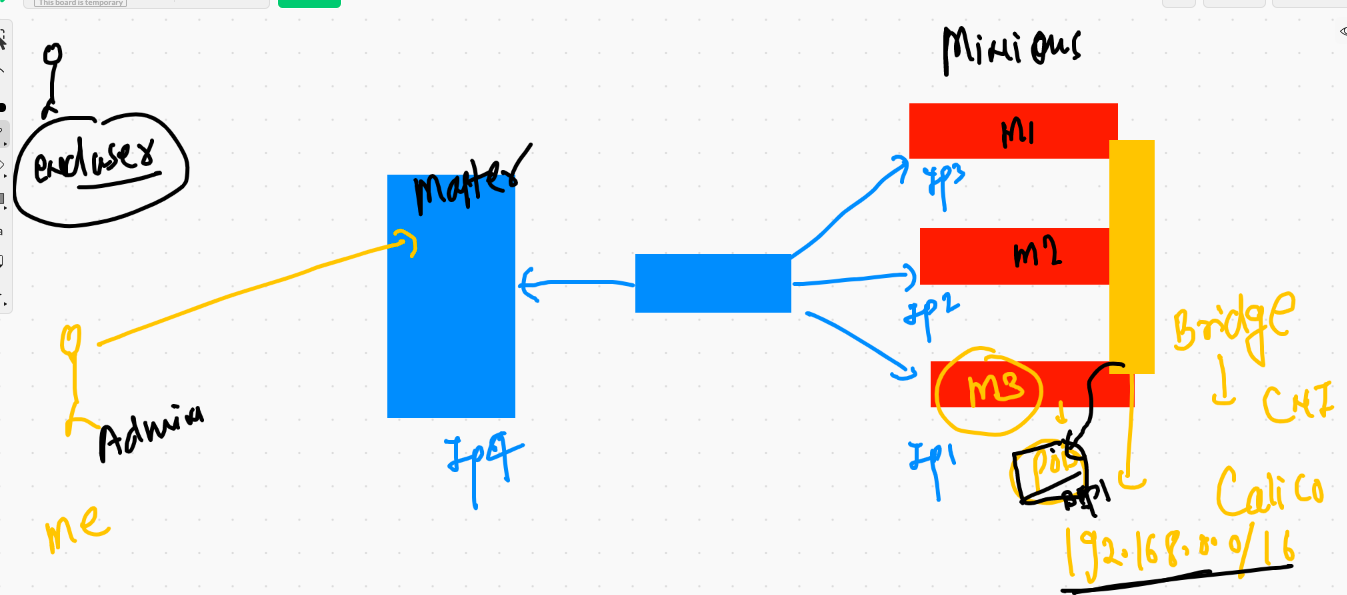 This board is temporary
Minions
enduser
Master
M1
Ip3
M2
Ip2
Bridge
CNI
M3
Admin
Ip4
Ip1
Pod
Calico
me
192.168.0.0/16